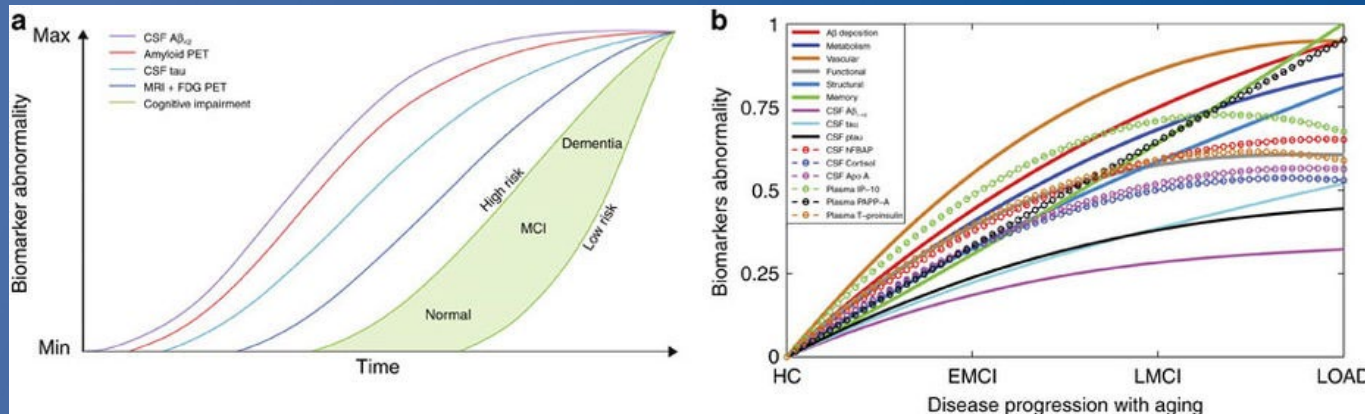 a
Max
CSF Aβ₄₂
Amyloid PET
CSF tau
MRI + FDG PET
Cognitive impairment
Biomarker abnormality
High risk
Dementia
MCI
Low risk
Normal
Min
Time
b
1
0.75
0.5
0.25
0
Biomarkers abnormality
Aβ deposition
Metabolism
Vascular
Functional
Structural
Memory
CSF Aβ₁₋₄₂
CSF tau
CSF ptau
CSF hFBAP
CSF Cortisol
CSF Apo A
Plasma IP-10
Plasma PAPP-A
Plasma T-proinsulin
HC
EMCI
LMCI
LOAD
Disease progression with aging